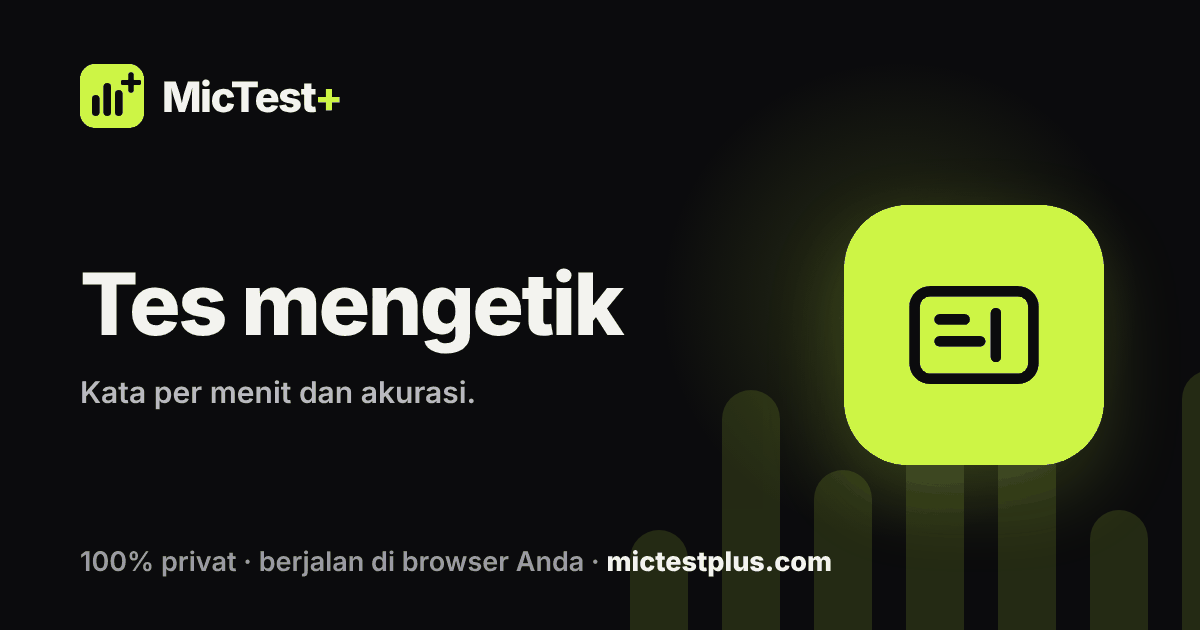 MicTest+
Tes mengetik
Kata per menit dan akurasi.
100% privat · berjalan di browser Anda · mictestplus.com